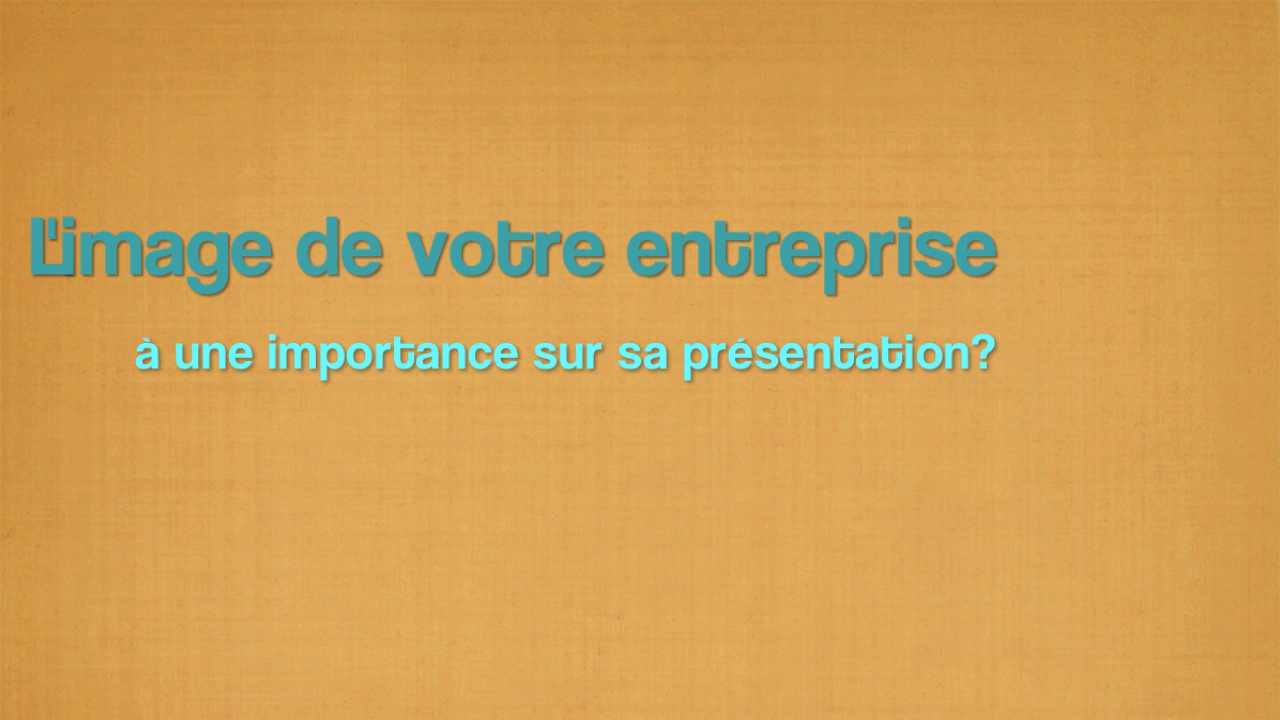 L'image de votre entreprise
à une importance sur sa présentation?